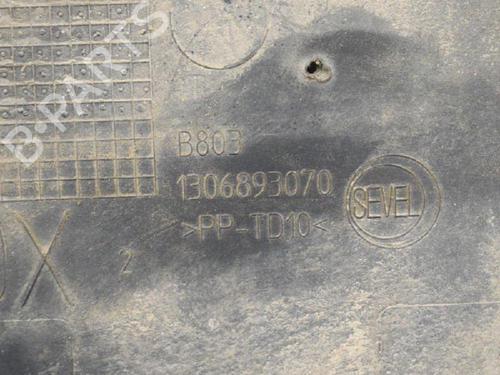 B-PARTS
B803
1306893070
SEVEL
>PP-TD10<
X
2